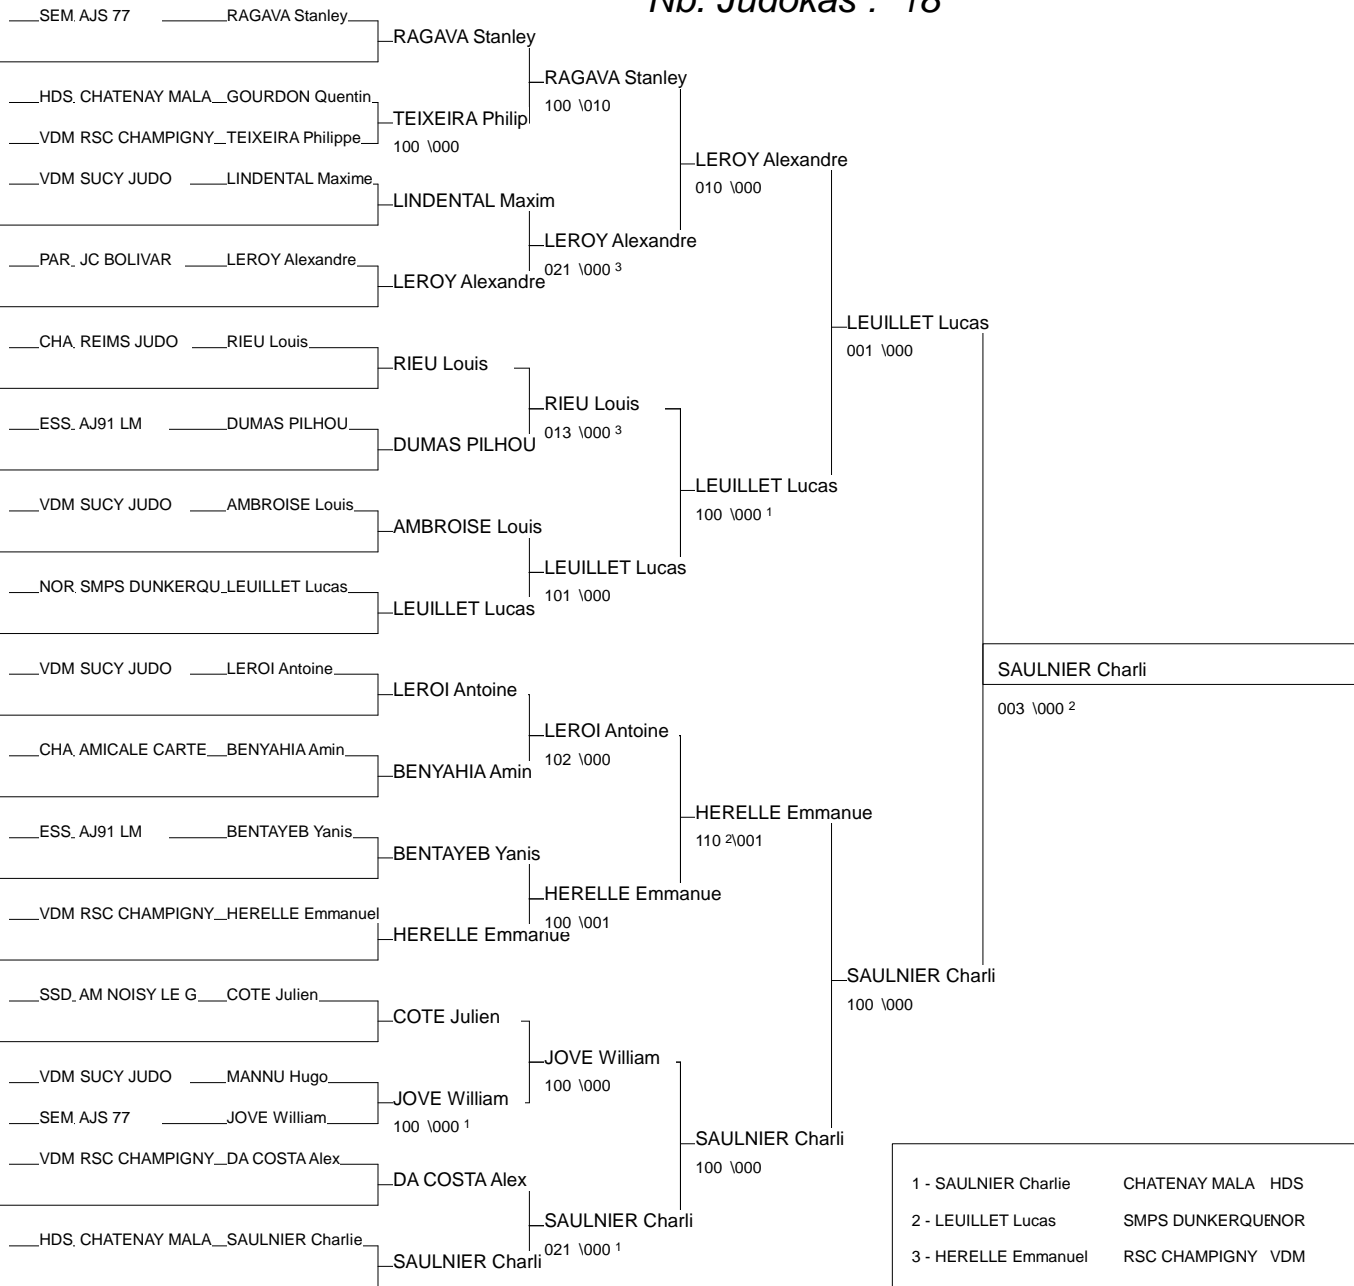 Nb. Judokas : 18
SEM AJS 77 RAGAVA Stanley
RAGAVA Stanley
RAGAVA Stanley
100 \010
HDS CHATENAY MALA GOURDON Quentin
TEIXEIRA Philip
100 \000
VDM RSC CHAMPIGNY TEIXEIRA Philippe
LEROY Alexandre
010 \000
VDM SUCY JUDO LINDENTAL Maxime
LINDENTAL Maxim
LEROY Alexandre
021 \000 3
PAR JC BOLIVAR LEROY Alexandre
LEROY Alexandre
LEUILLET Lucas
001 \000
CHA REIMS JUDO RIEU Louis
RIEU Louis
RIEU Louis
013 \000 3
ESS AJ91 LM DUMAS PILHOU
DUMAS PILHOU
LEUILLET Lucas
100 \000 1
VDM SUCY JUDO AMBROISE Louis
AMBROISE Louis
LEUILLET Lucas
101 \000
NOR SMPS DUNKERQU LEUILLET Lucas
LEUILLET Lucas
SAULNIER Charli
003 \000 2
VDM SUCY JUDO LEROI Antoine
LEROI Antoine
LEROI Antoine
102 \000
CHA AMICALE CARTE BENYAHIA Amin
BENYAHIA Amin
HERELLE Emmanue
110 2\001
ESS AJ91 LM BENTAYEB Yanis
BENTAYEB Yanis
HERELLE Emmanue
100 \001
VDM RSC CHAMPIGNY HERELLE Emmanuel
HERELLE Emmanue
SAULNIER Charli
100 \000
SSD AM NOISY LE G COTE Julien
COTE Julien
JOVE William
100 \000
VDM SUCY JUDO MANNU Hugo
JOVE William
100 \000 1
SEM AJS 77 JOVE William
SAULNIER Charli
100 \000
VDM RSC CHAMPIGNY DA COSTA Alex
DA COSTA Alex
SAULNIER Charli
021 \000 1
HDS CHATENAY MALA SAULNIER Charlie
SAULNIER Charli
1 - SAULNIER Charlie CHATENAY MALA HDS
2 - LEUILLET Lucas SMPS DUNKERQUE NOR
3 - HERELLE Emmanuel RSC CHAMPIGNY VDM